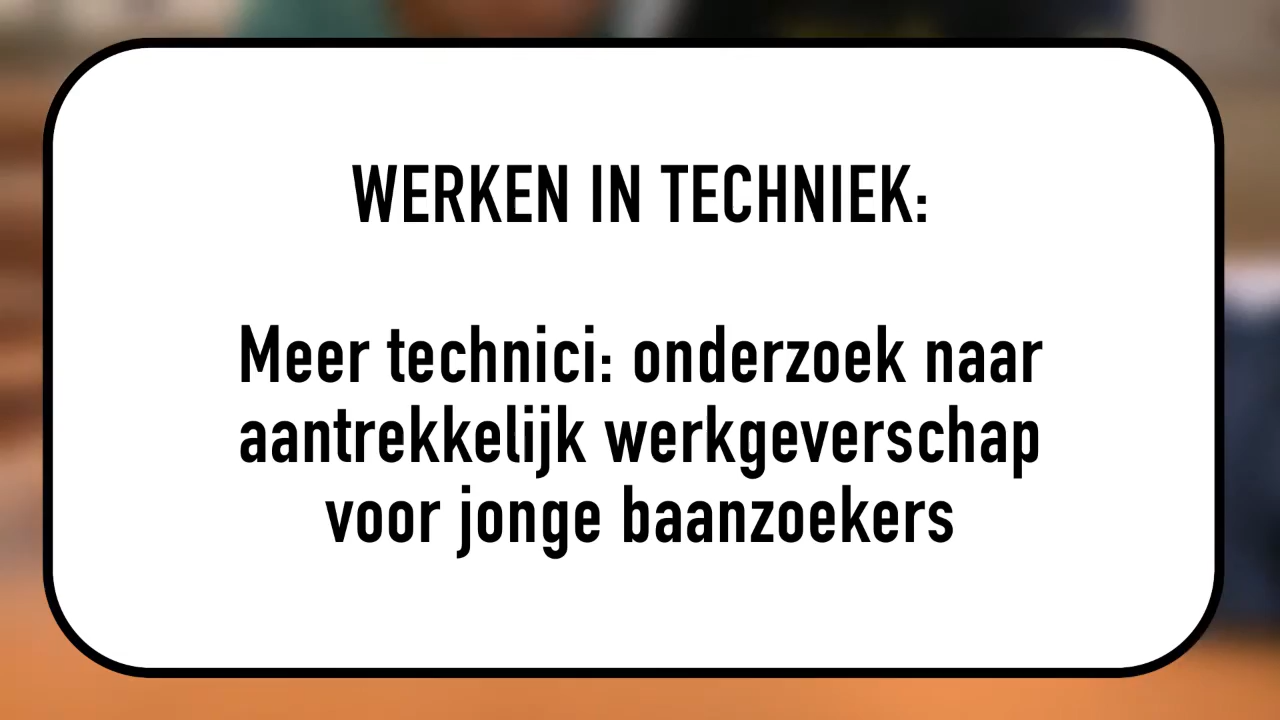 WERKEN IN TECHNIEK:
Meer technici: onderzoek naar
aantrekkelijk werkgeverschap
voor jonge baanzoekers